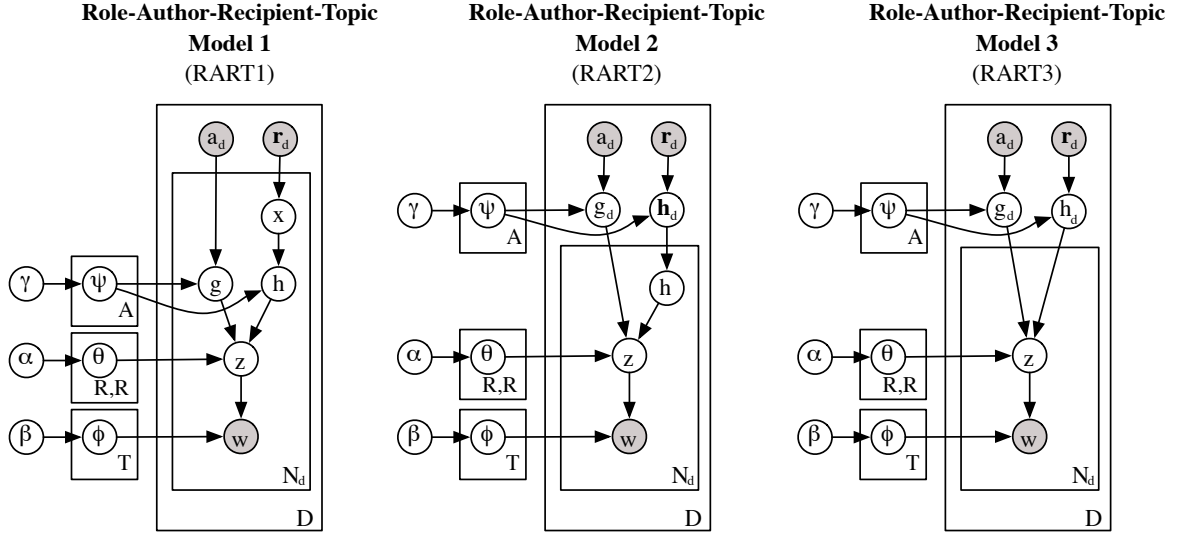 Role-Author-Recipient-Topic
Model 1
(RART1)
a_d
r_d
x
γ
ψ
A
g
h
α
θ
R,R
z
β
ϕ
T
w
N_d
D
Role-Author-Recipient-Topic
Model 2
(RART2)
a_d
r_d
γ
ψ
A
g_d
h_d
h
α
θ
R,R
z
β
ϕ
T
w
N_d
D
Role-Author-Recipient-Topic
Model 3
(RART3)
a_d
r_d
γ
ψ
A
g_d
h_d
α
θ
R,R
z
β
ϕ
T
w
N_d
D